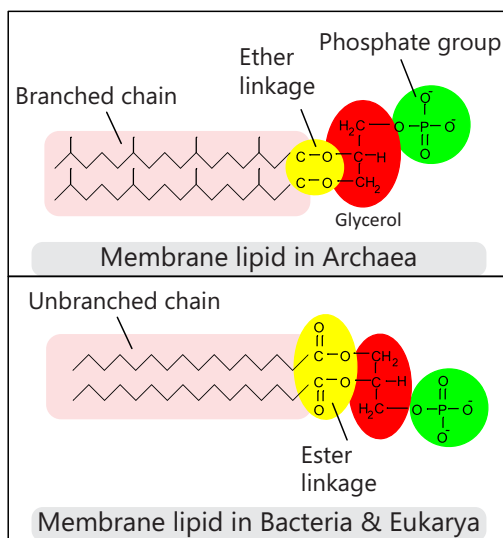 Phosphate group
Ether
linkage
Branched chain
O-
H2C O P O-
O
C O C H
C O CH2
Glycerol
Membrane lipid in Archaea
Unbranched chain
O
C O CH2
O
C O C H
O
H2C O P O-
O
O-
Ester
linkage
Membrane lipid in Bacteria & Eukarya